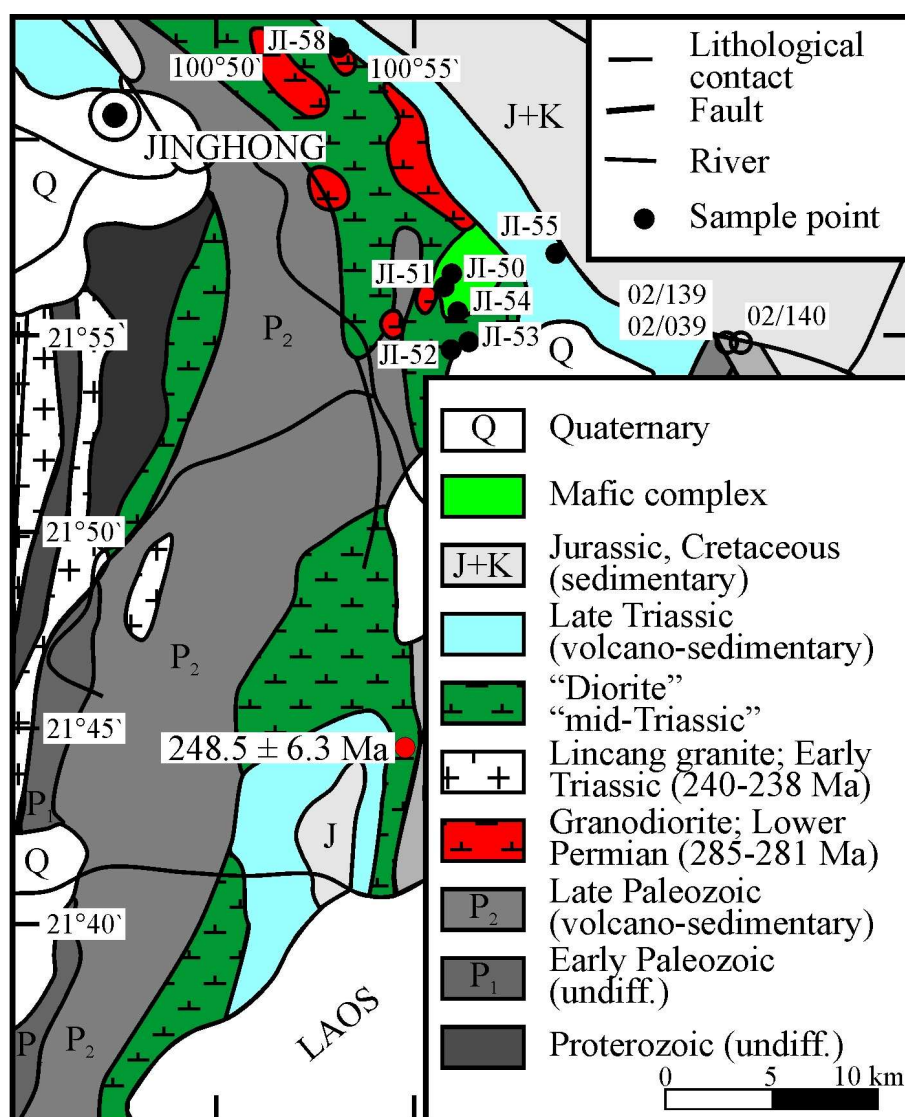 JI-58
100°50`
100°55`
J+K
JINGHONG
Q
JI-55
JI-51
JI-50
JI-54
JI-53
JI-52
02/139
02/039
02/140
21°55`
P2
Q
21°50`
P2
21°45`
248.5 ± 6.3 Ma
P1
J
Q
21°40`
P
P2
LAOS
Lithological
contact
Fault
River
Sample point
Q Quaternary
Mafic complex
J+K Jurassic, Cretaceous
(sedimentary)
Late Triassic
(volcano-sedimentary)
“Diorite”
“mid-Triassic”
Lincang granite; Early
Triassic (240-238 Ma)
Granodiorite; Lower
Permian (285-281 Ma)
P2 Late Paleozoic
(volcano-sedimentary)
P1 Early Paleozoic
(undiff.)
Proterozoic (undiff.)
0 5 10 km